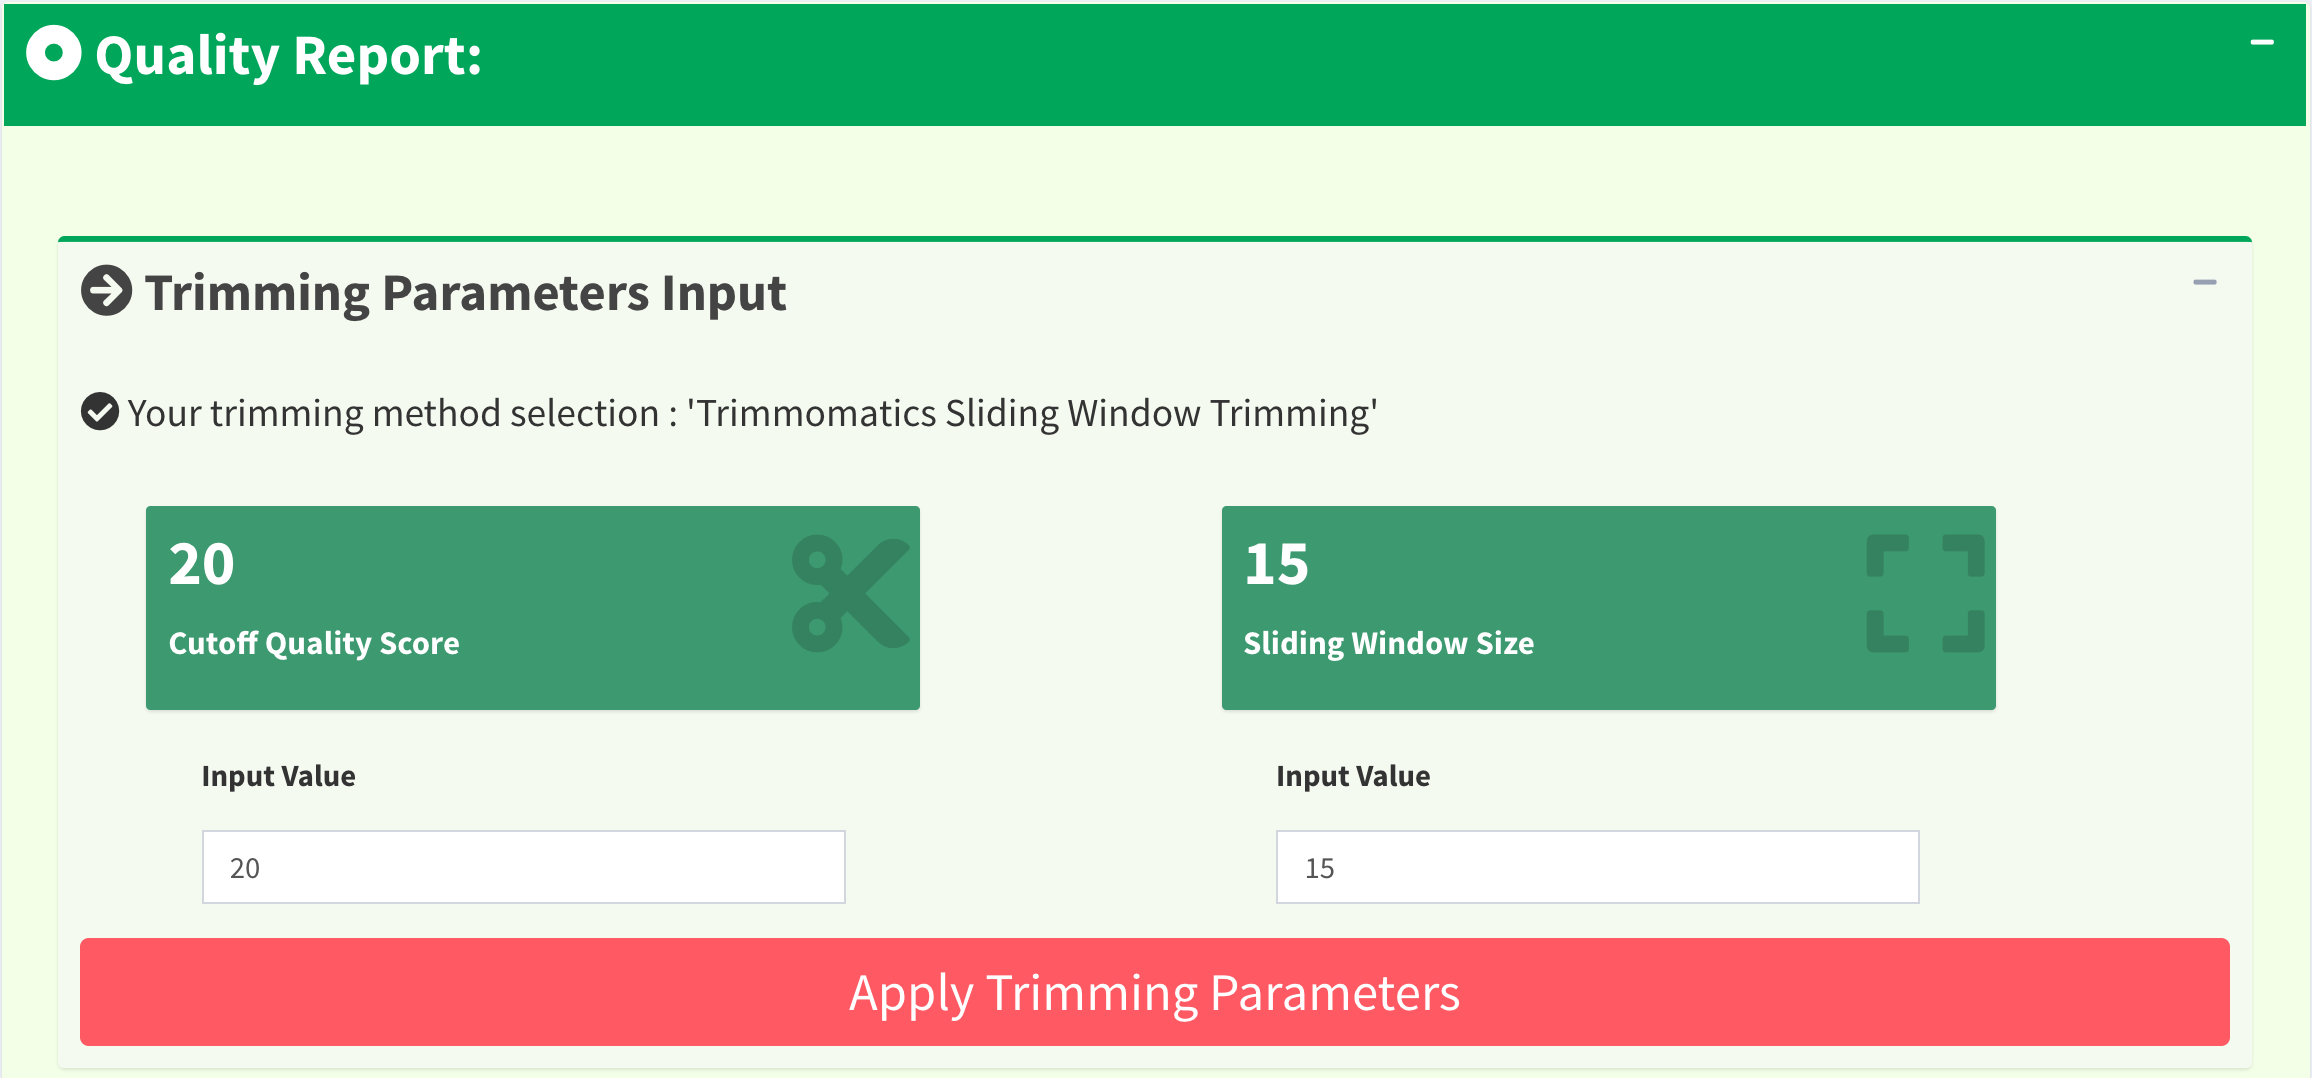 Quality Report:
Trimming Parameters Input
Your trimming method selection : 'Trimmomatics Sliding Window Trimming'
20
Cutoff Quality Score
15
Sliding Window Size
Input Value
Input Value
20
15
Apply Trimming Parameters